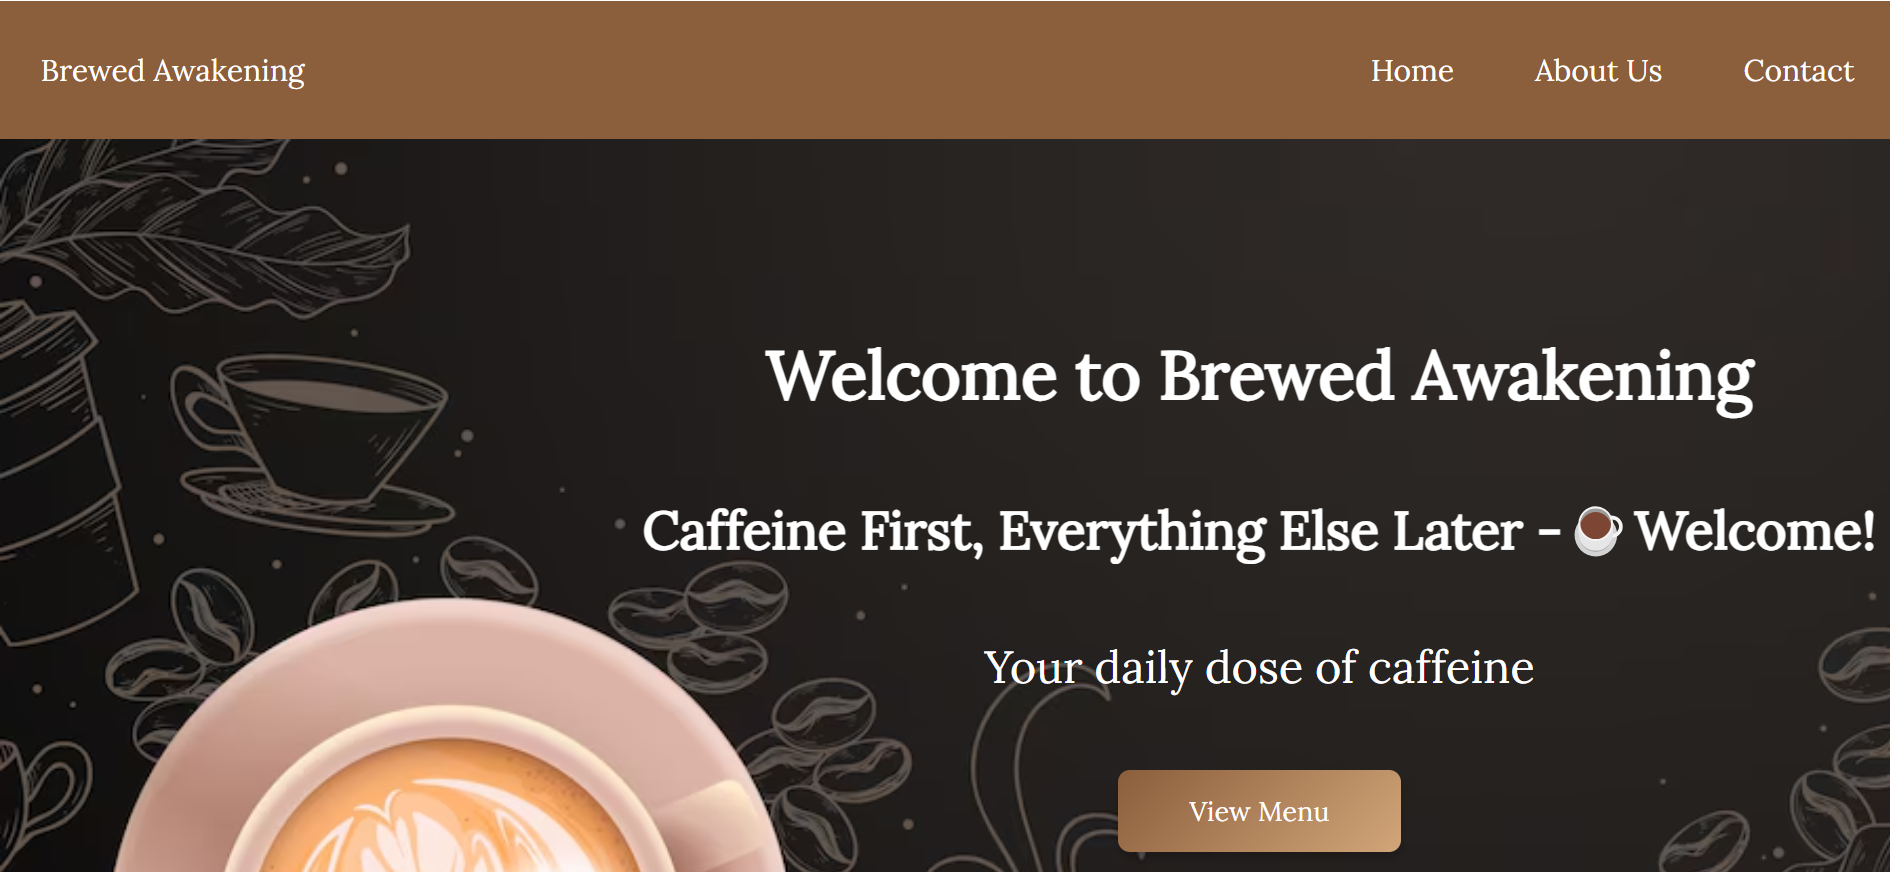 Brewed Awakening
Home About Us Contact
Welcome to Brewed Awakening
Caffeine First, Everything Else Later - ☕ Welcome!
Your daily dose of caffeine
View Menu